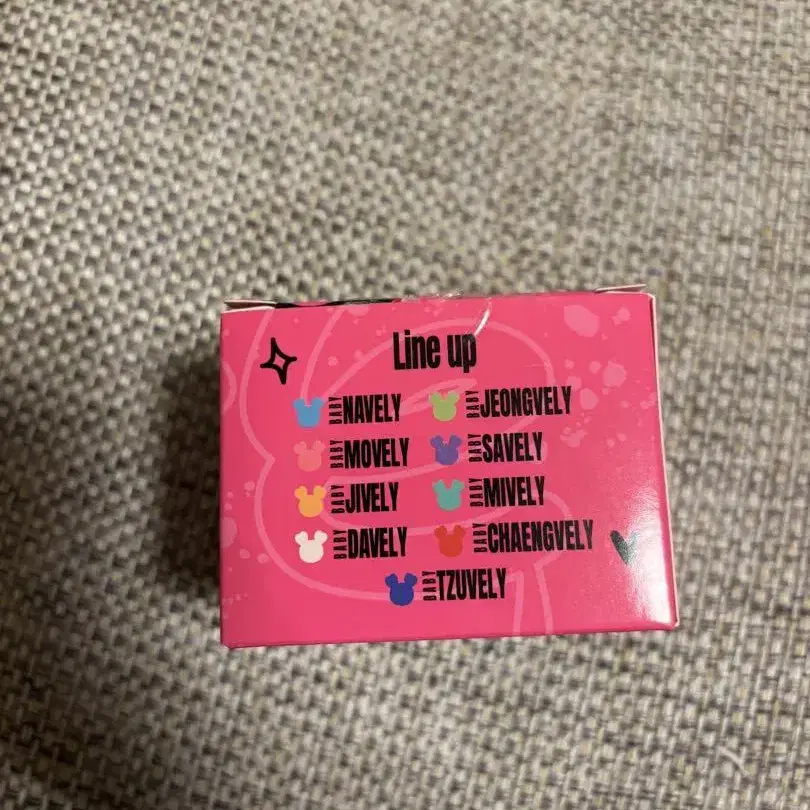 Line up
BABY NAVELY BABY JEONGVELY
BABY MOVELY BABY SAVELY
BABY JIVELY BABY MIVELY
BABY DAVELY BABY CHAENGVELY
BABY TZUVELY